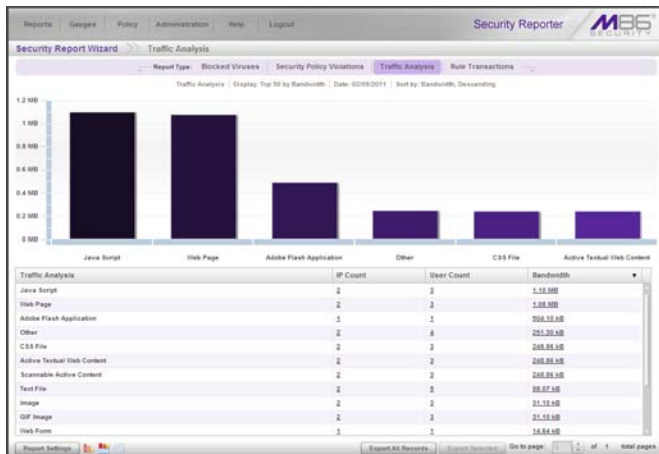 Reports Gauges Policy Administration Help Logout Security Reporter M86 SECURITY
Security Report Wizard Traffic Analysis
Report Type: Blocked Viruses Security Policy Violations Traffic Analysis Rule Transactions
Traffic Analysis Display: Top 50 by Bandwidth Date: 02/09/2011 Sort by: Bandwidth, Descending
1.2 MB
1 MB
0.8 MB
0.6 MB
0.4 MB
0.2 MB
0 MB
Java Script Web Page Adobe Flash Application Other CSS File Active Textual Web Content
Traffic Analysis IP Count User Count Bandwidth
Java Script 2 3 1.10 MB
Web Page 2 3 1.08 MB
Adobe Flash Application 1 1 504.10 kB
Other 2 4 251.30 kB
CSS File 2 3 248.86 kB
Active Textual Web Content 2 3 248.86 kB
Scannable Active Content 2 3 248.86 kB
Text File 2 5 98.07 kB
Image 2 3 31.10 kB
GIF Image 2 3 31.10 kB
Web Form 1 1 14.64 kB
Report Settings Export All Records Export Selected Go to page: 1 of 1 total pages